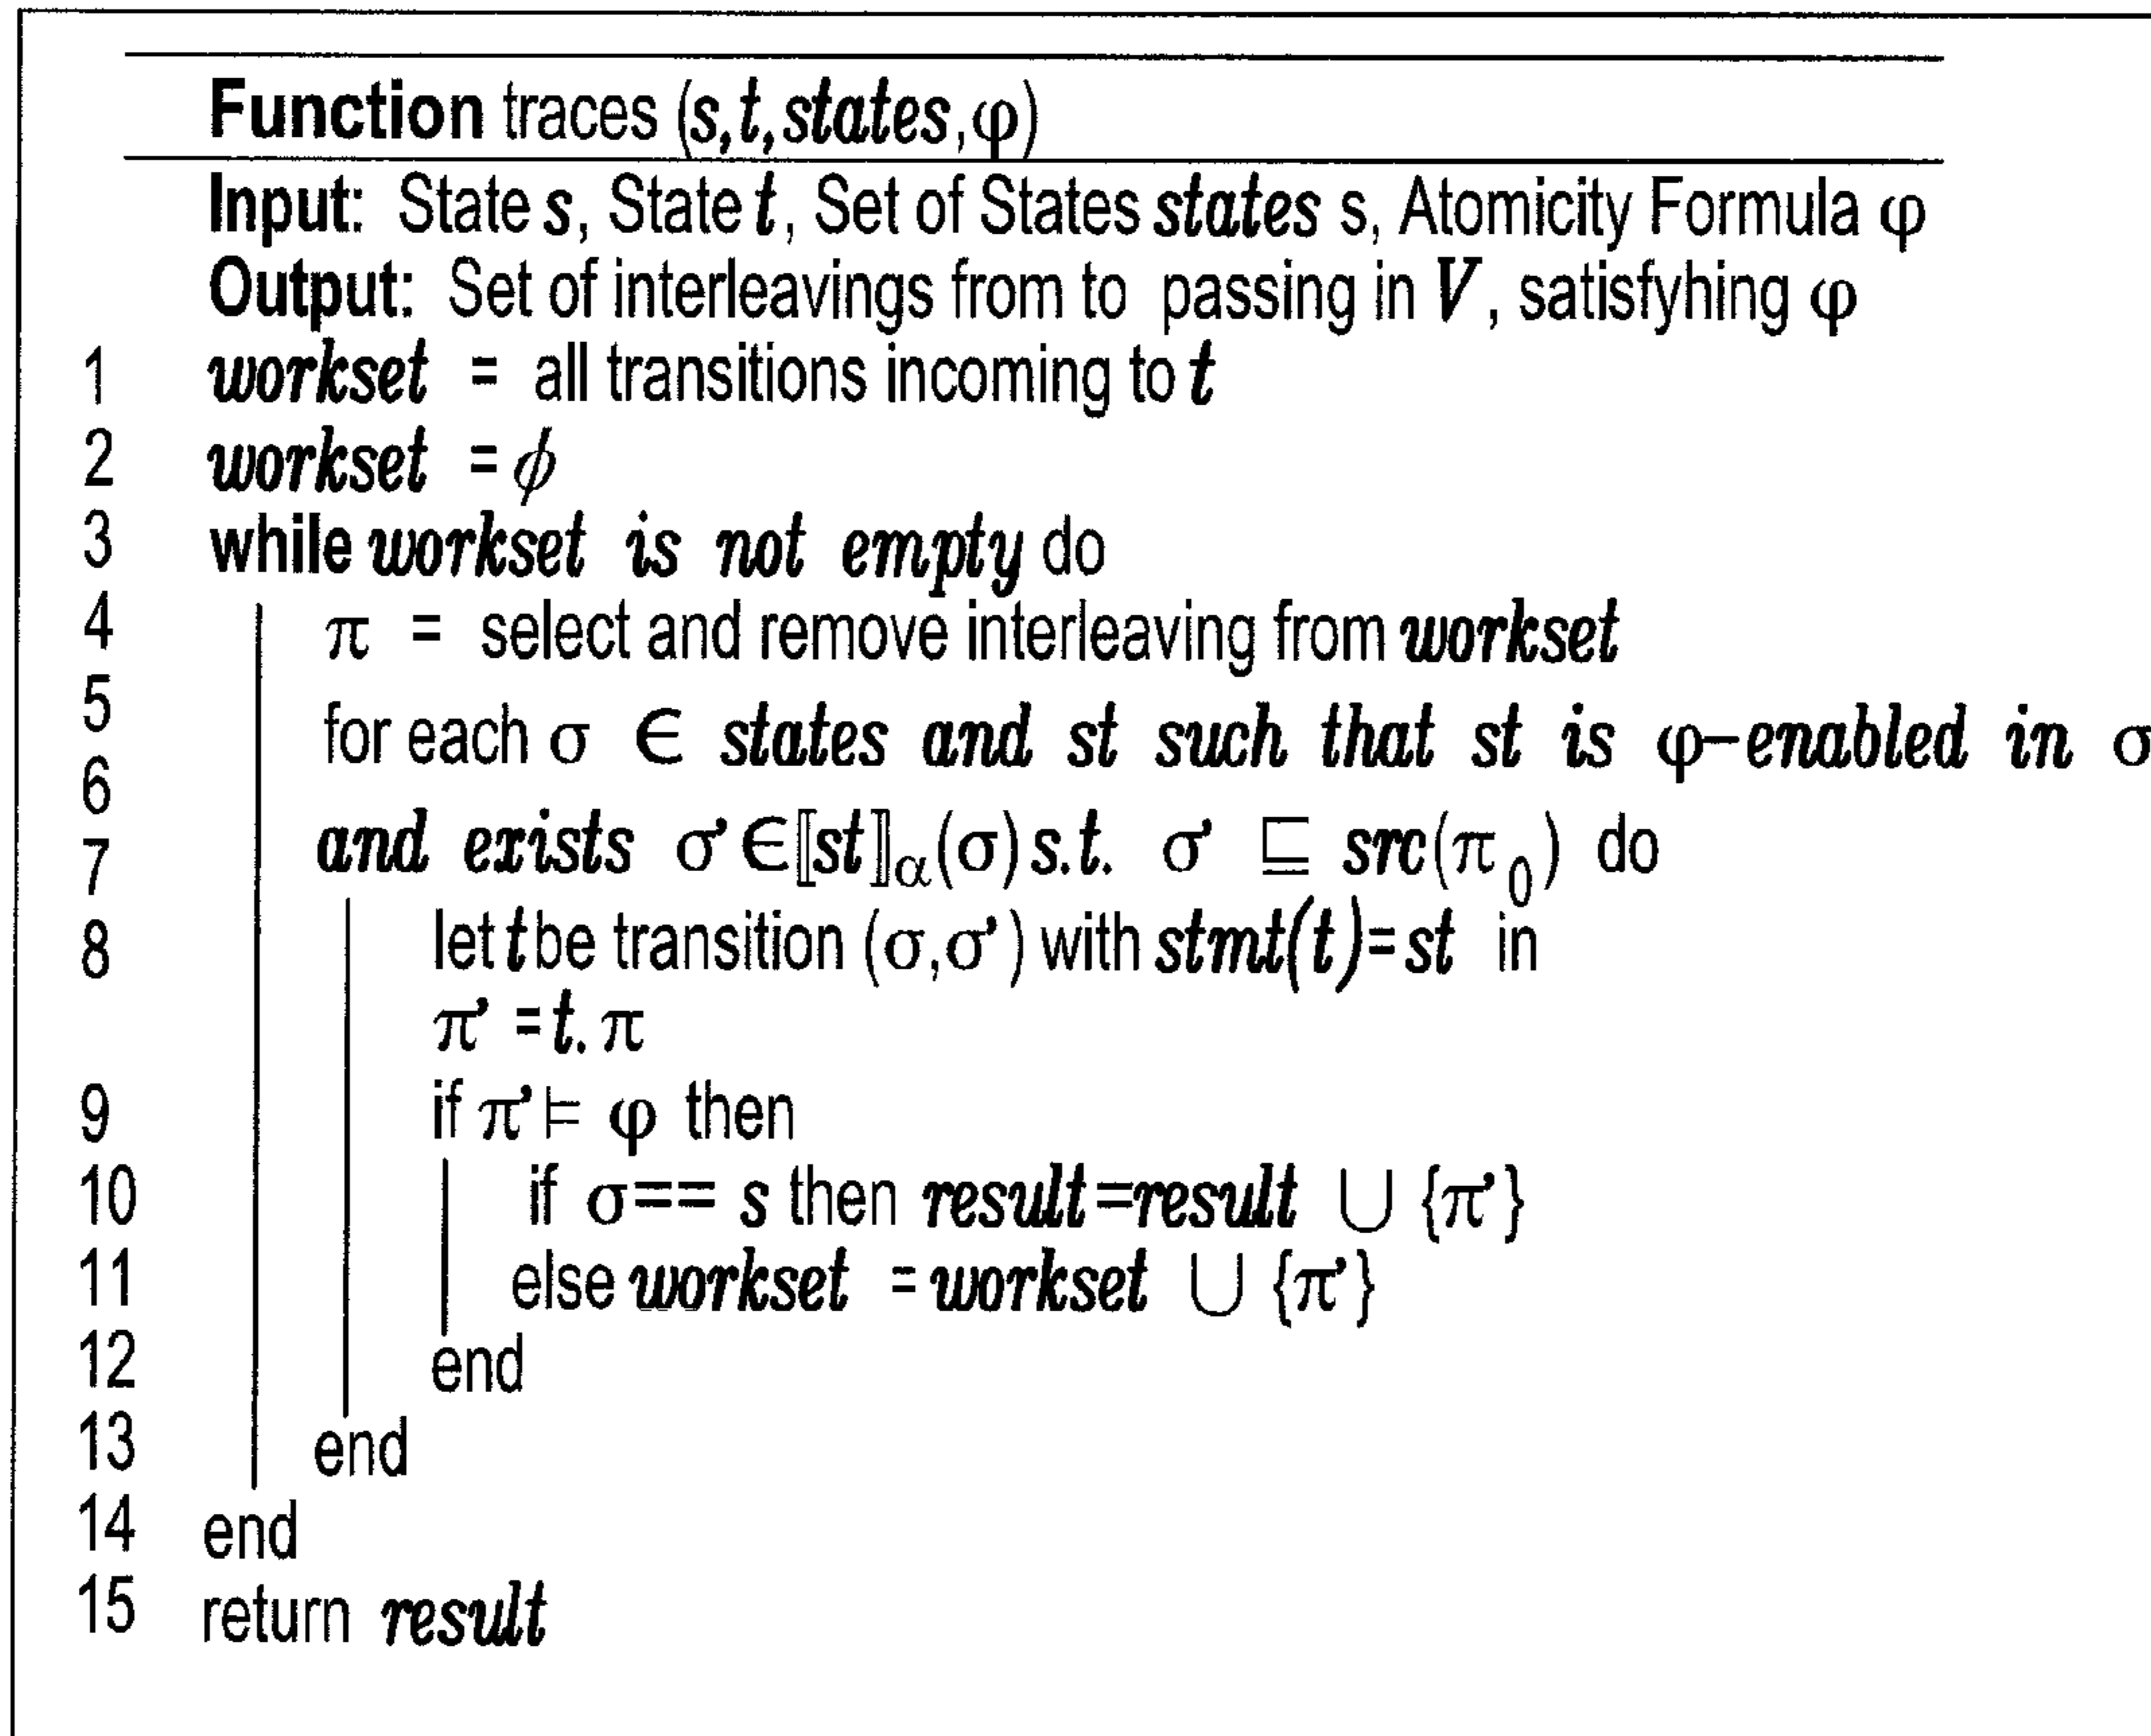 Function traces (s,t,states,φ)
Input: State s, State t, Set of States states s, Atomicity Formula φ
Output: Set of interleavings from to passing in V, satisfyhing φ
1 workset = all transitions incoming to t
2 workset = ϕ
3 while workset is not empty do
4 π = select and remove interleaving from workset
5 for each σ ∈ states and st such that st is φ-enabled in σ
6
7 and exists σ' ∈ ⟦st⟧α(σ) s.t. σ' ⊑ src(π0) do
8 let t be transition (σ,σ') with stmt(t)=st in
π' = t. π
9 if π' ⊨ φ then
10 if σ== s then result=result ∪ {π'}
11 else workset = workset ∪ {π'}
12 end
13 end
14 end
15 return result